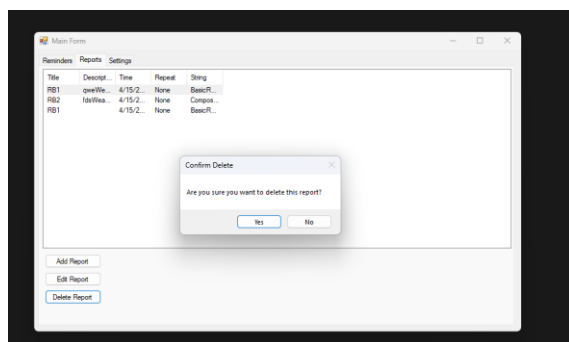 Main Form
Reminders Reports Settings
Title Descript... Time Repeat String
RB1 qweWe... 4/15/2... None BasicR...
RB2 fdsWea... 4/15/2... None Compos...
RB1 4/15/2... None BasicR...
Confirm Delete
Are you sure you want to delete this report?
Yes No
Add Report
Edit Report
Delete Report